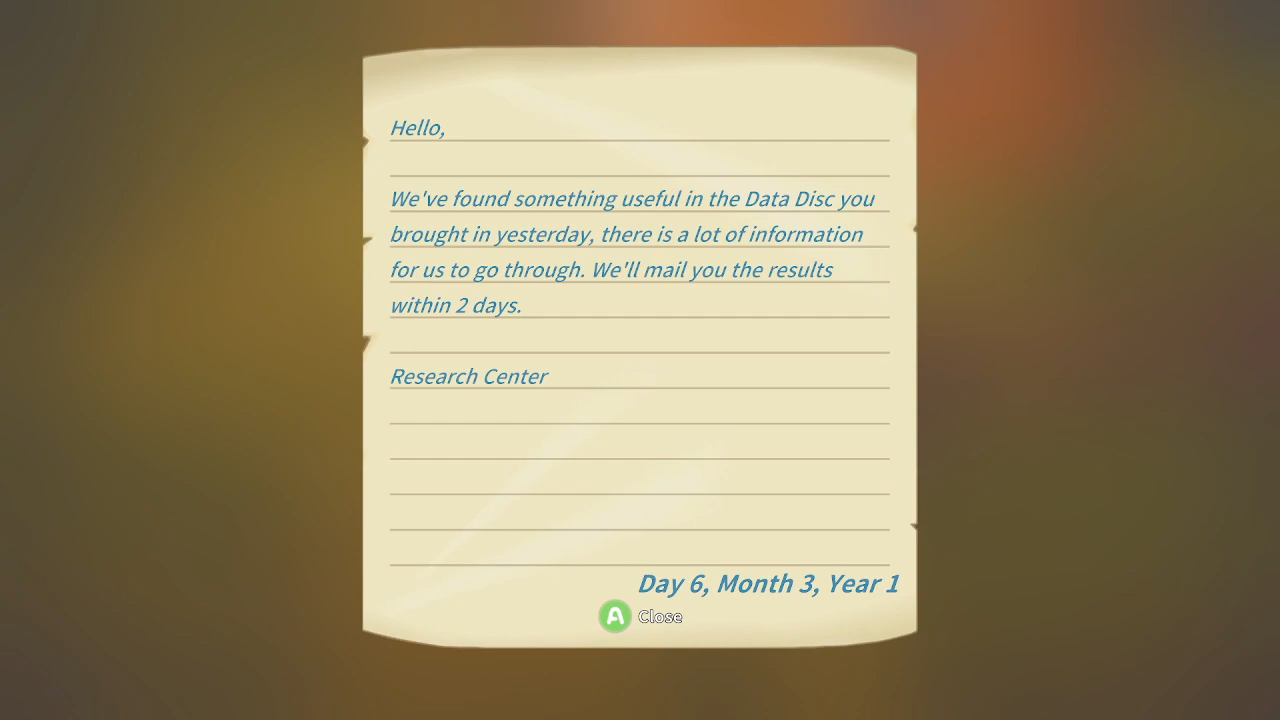 Hello,
We've found something useful in the Data Disc you
brought in yesterday, there is a lot of information
for us to go through. We'll mail you the results
within 2 days.
Research Center
Day 6, Month 3, Year 1
A Close